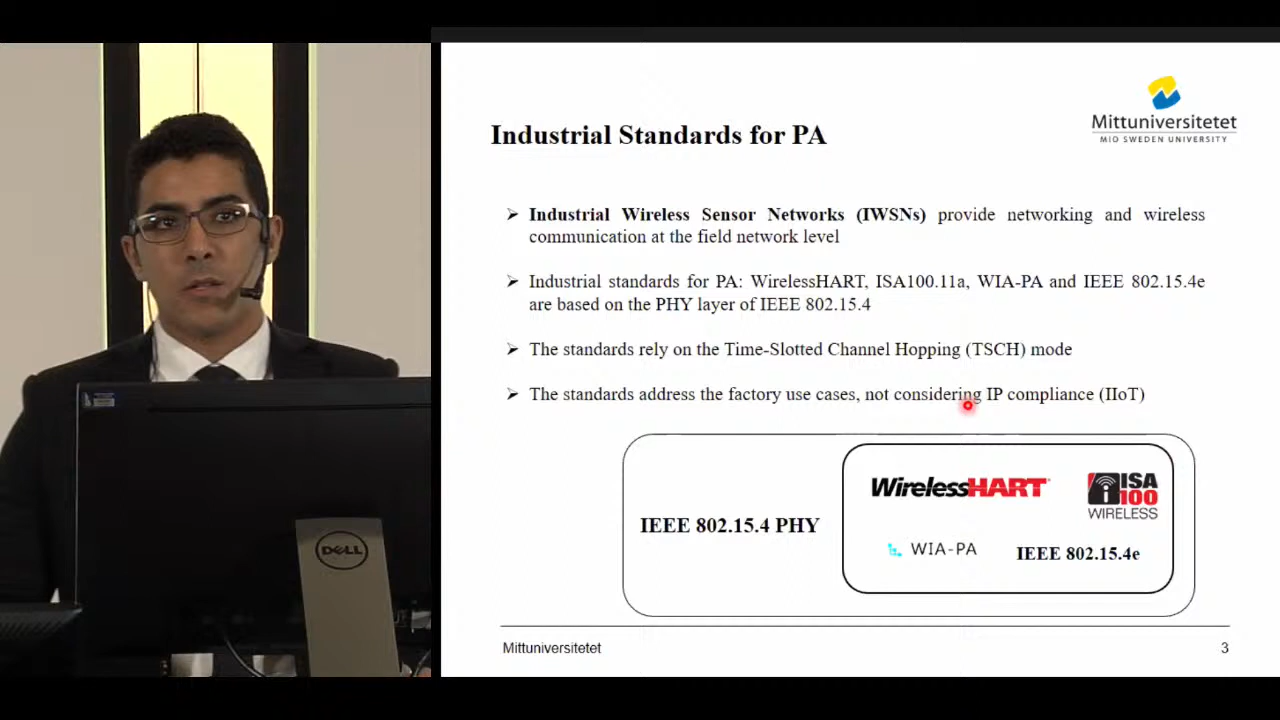 Mittuniversitetet
MID SWEDEN UNIVERSITY
Industrial Standards for PA
Industrial Wireless Sensor Networks (IWSNs) provide networking and wireless
communication at the field network level
Industrial standards for PA: WirelessHART, ISA100.11a, WIA-PA and IEEE 802.15.4e
are based on the PHY layer of IEEE 802.15.4
The standards rely on the Time-Slotted Channel Hopping (TSCH) mode
The standards address the factory use cases, not considering IP compliance (IIoT)
IEEE 802.15.4 PHY
WirelessHART
ISA
100
WIRELESS
WIA-PA
IEEE 802.15.4e
DELL
Mittuniversitetet
3